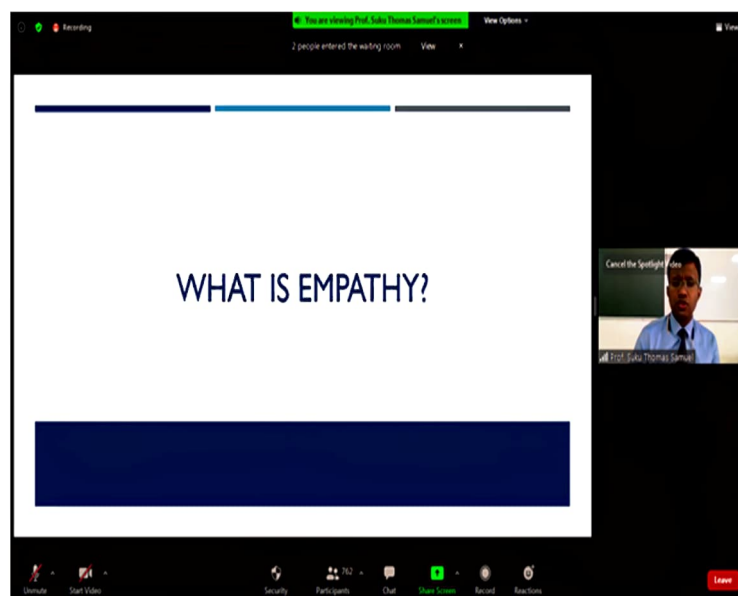 Recording
You are viewing Prof. Suku Thomas Samuel's screen
View Options
View
2 people entered the waiting room
View
×
WHAT IS EMPATHY?
Cancel the Spotlight Video
Prof. Suku Thomas Samuel
Unmute
Start Video
Security
Participants
762
Chat
Share Screen
Record
Reactions
Leave